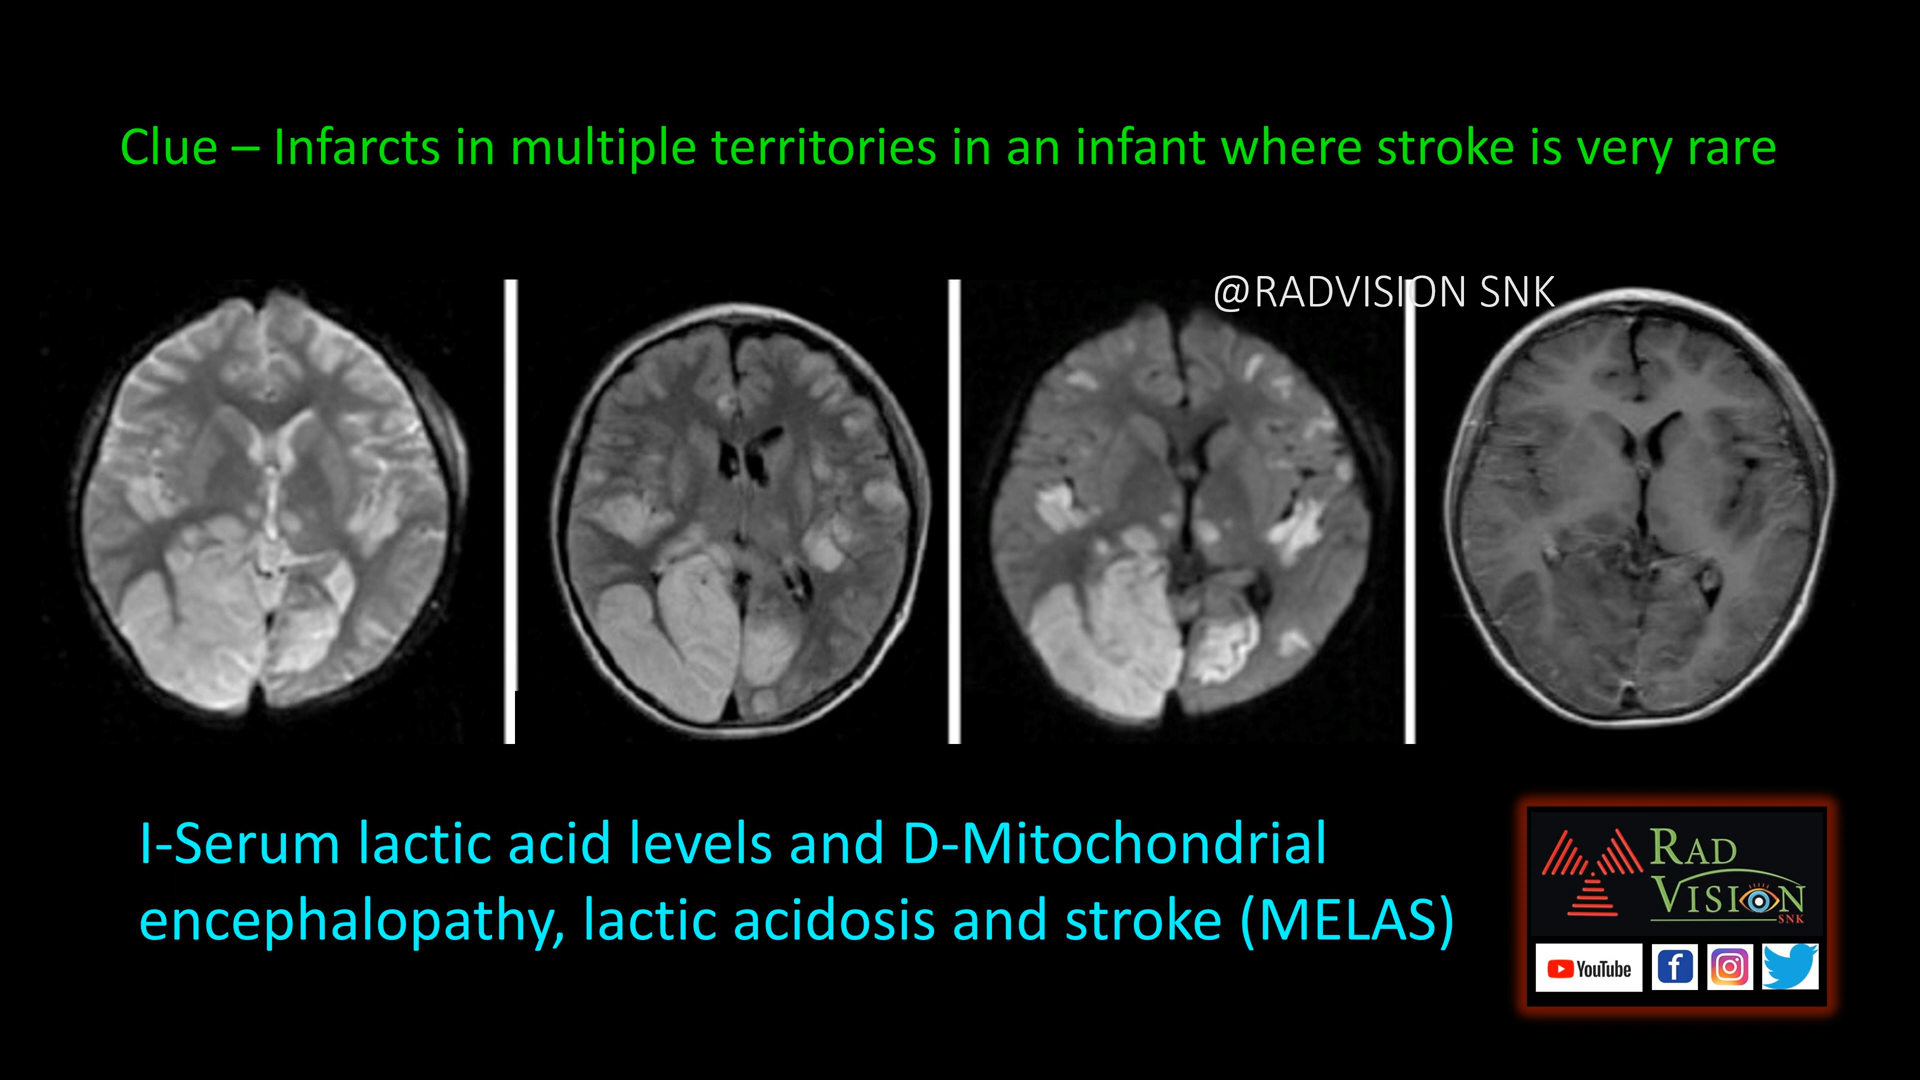 Clue – Infarcts in multiple territories in an infant where stroke is very rare
@RADVISION SNK
I-Serum lactic acid levels and D-Mitochondrial
encephalopathy, lactic acidosis and stroke (MELAS)
RAD
VISION
SNK
YouTube